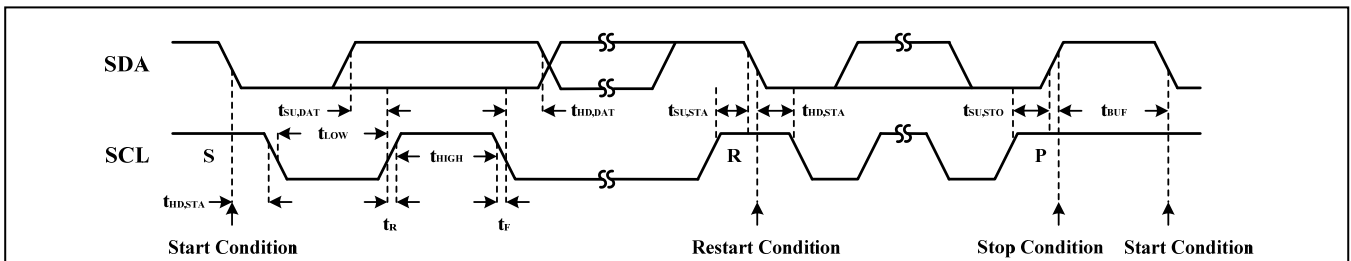 SDA
tSU,DAT
tHD,DAT
tSU,STA
tHD,STA
tSU,STO
tBUF
tLOW
SCL
S
tHIGH
R
P
tHD,STA
tR
tF
Start Condition
Restart Condition
Stop Condition
Start Condition